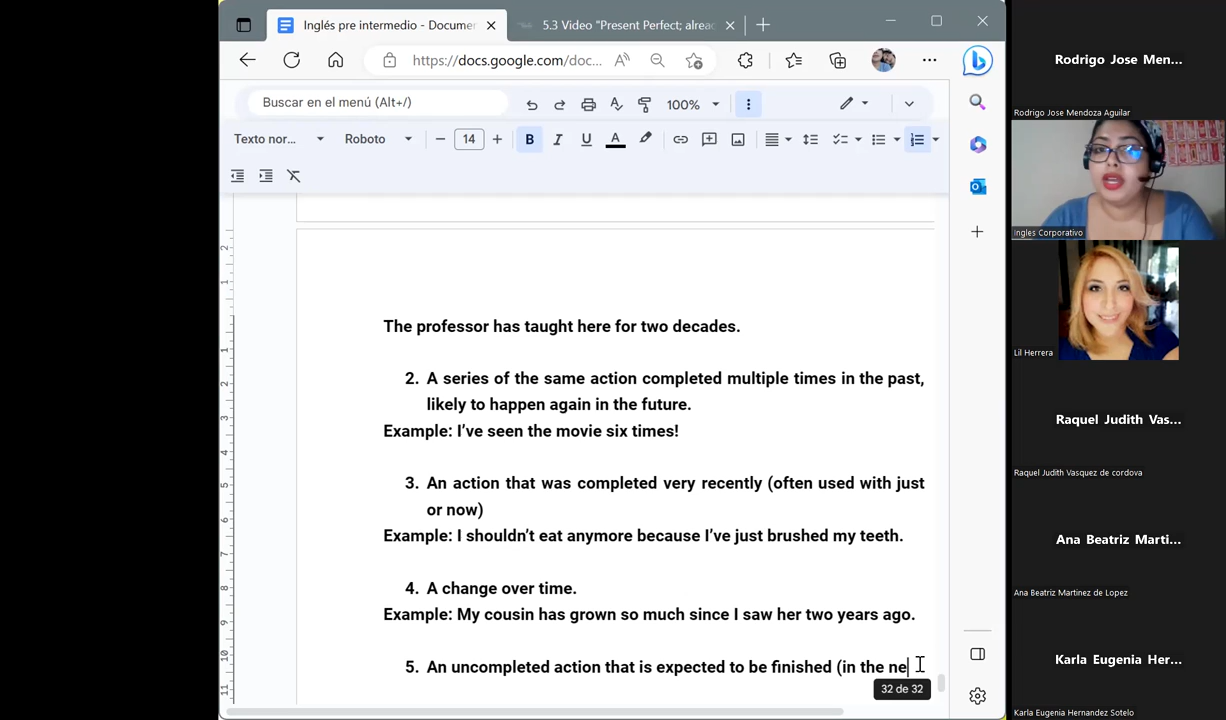 Inglés pre intermedio - Documen
5.3 Video "Present Perfect; alread
https://docs.google.com/doc...
Buscar en el menú (Alt+/)
100%
Texto nor...
Roboto
14
The professor has taught here for two decades.
2. A series of the same action completed multiple times in the past,
likely to happen again in the future.
Example: I've seen the movie six times!
3. An action that was completed very recently (often used with just
or now)
Example: I shouldn't eat anymore because I've just brushed my teeth.
4. A change over time.
Example: My cousin has grown so much since I saw her two years ago.
5. An uncompleted action that is expected to be finished (in the ne
32 de 32
Rodrigo Jose Men...
Rodrigo Jose Mendoza Aguilar
Ingles Corporativo
Lil Herrera
Raquel Judith Vas...
Raquel Judith Vasquez de cordova
Ana Beatriz Marti...
Ana Beatriz Martinez de Lopez
Karla Eugenia Her...
Karla Eugenia Hernandez Sotelo